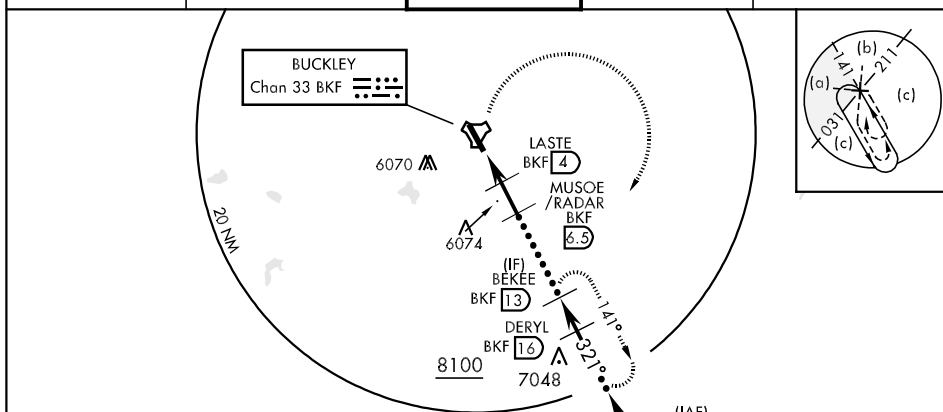 BUCKLEY
Chan 33 BKF
(b)
141
211
(a)
(c)
031
(c)
LASTE
BKF 4
6070
MUSOE
/RADAR
BKF
6.5
6074
20 NM
(IF)
BEKEE
BKF 13
141°
DERYL
BKF 16
321°
8100
7048
(IAF)